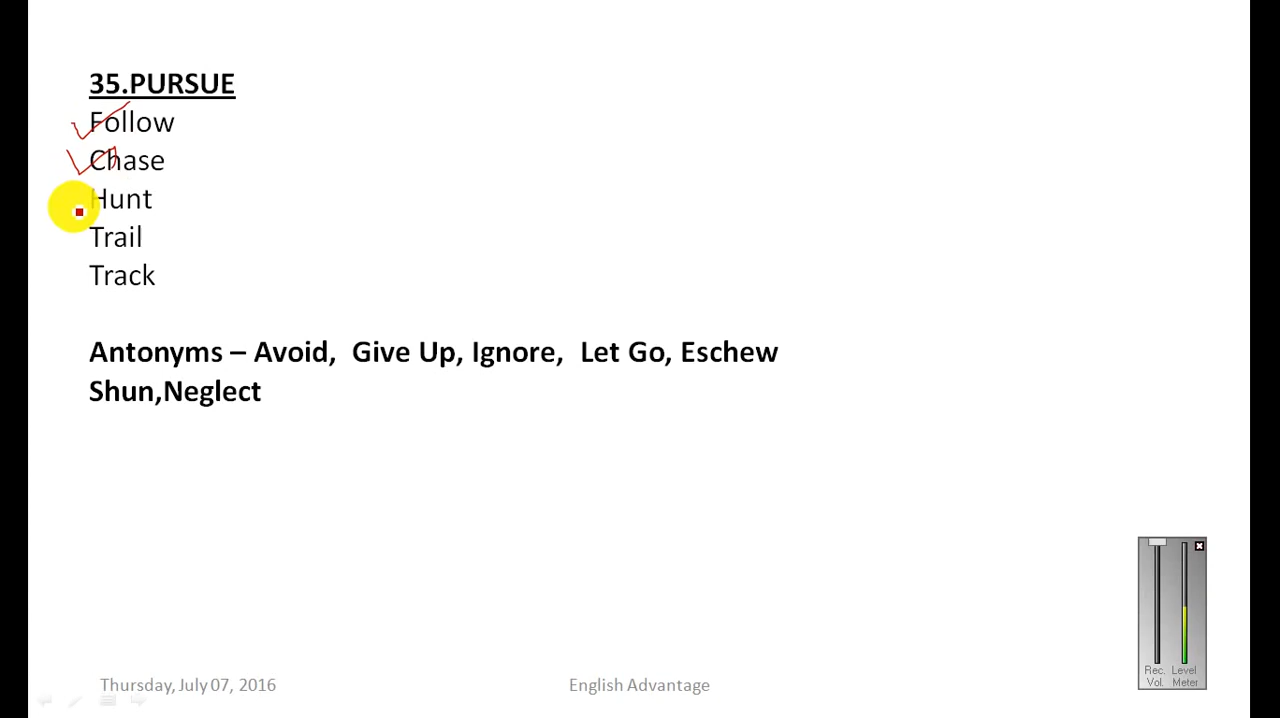 35.PURSUE
Follow
Chase
Hunt
Trail
Track
Antonyms – Avoid,  Give Up, Ignore,  Let Go, Eschew
Shun,Neglect
Rec. Level
Vol. Meter
Thursday, July 07, 2016 English Advantage